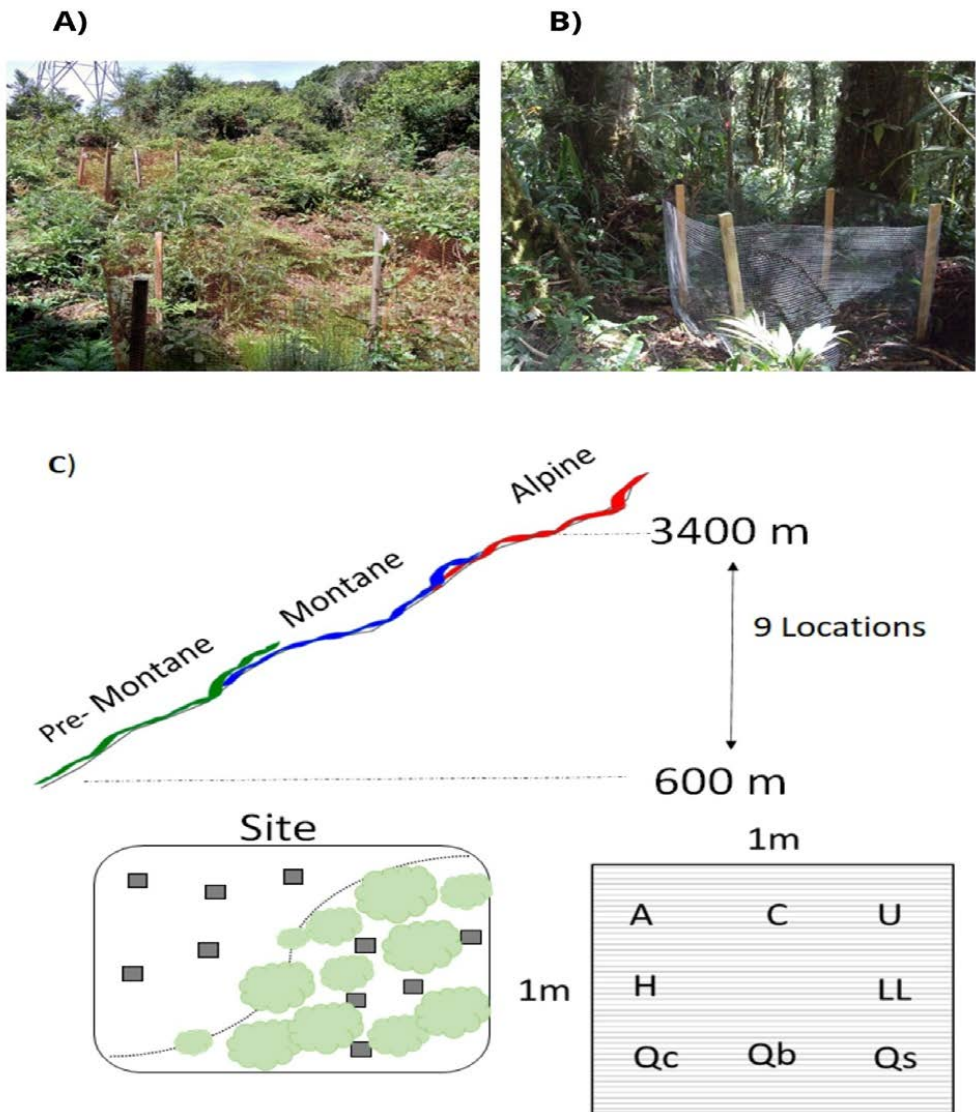 A)
B)
C)
Alpine
3400 m
Montane
9 Locations
Pre- Montane
600 m
Site
1m
A C U
1m
H LL
Qc Qb Qs